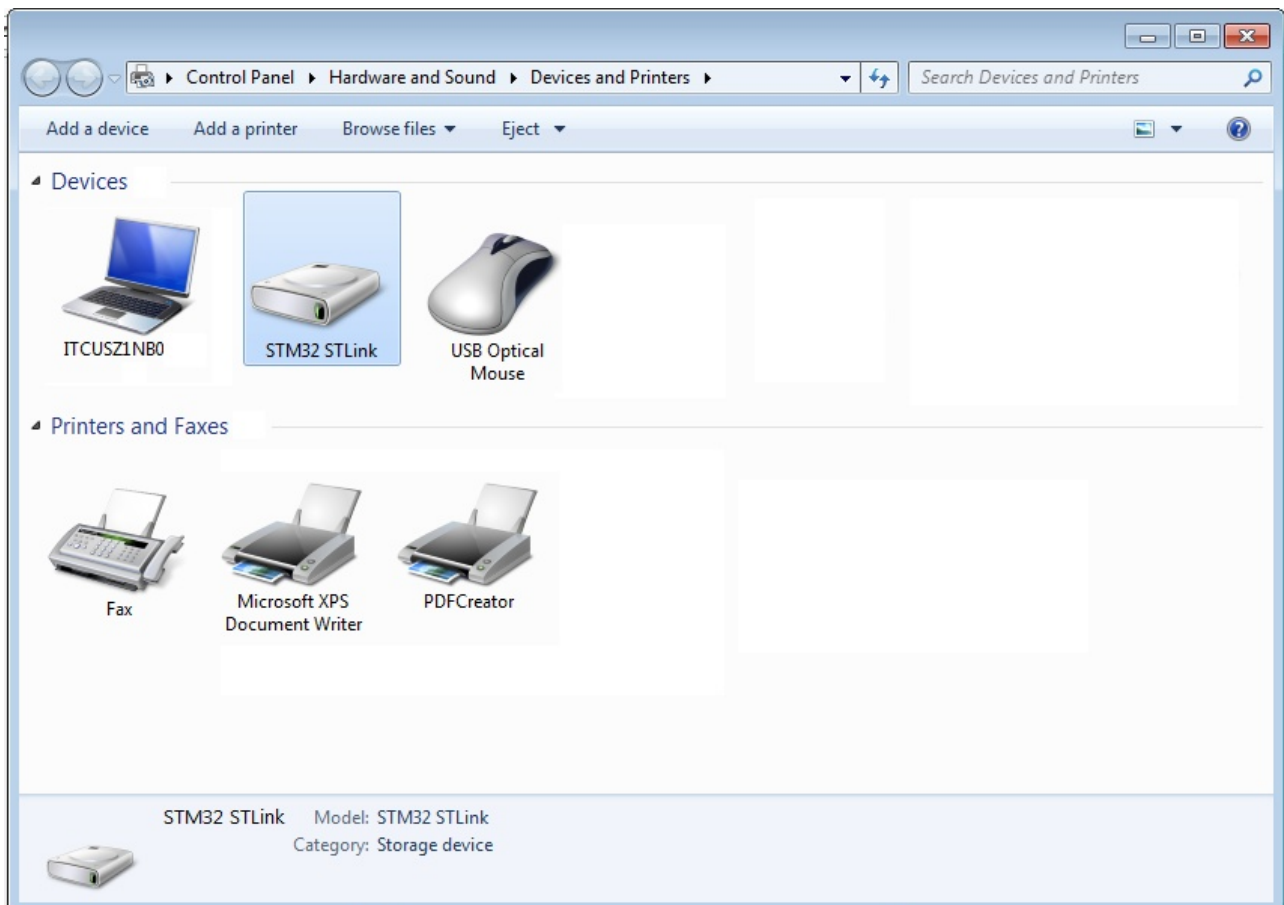 Control Panel Hardware and Sound Devices and Printers Search Devices and Printers
Add a device Add a printer Browse files Eject
Devices
ITCUSZ1NB0 STM32 STLink USB Optical
Mouse
Printers and Faxes
Fax Microsoft XPS PDFCreator
Document Writer
STM32 STLink Model: STM32 STLink
Category: Storage device